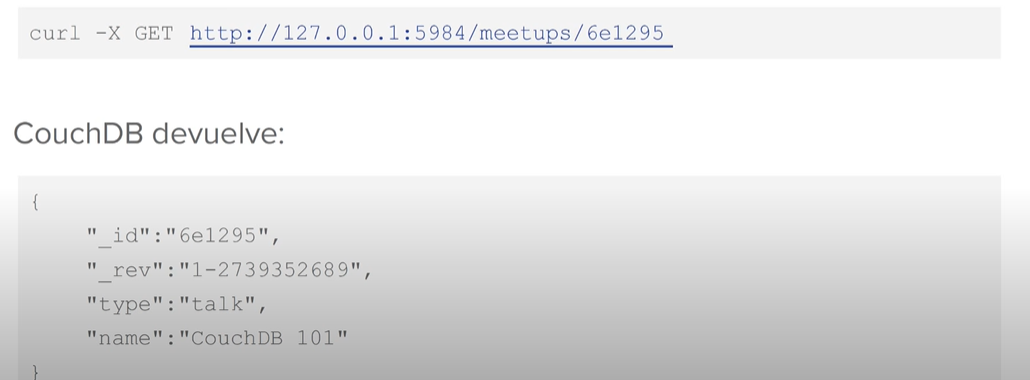 curl -X GET http://127.0.0.1:5984/meetups/6e1295
CouchDB devuelve:
{
"_id":"6e1295",
"_rev":"1-2739352689",
"type":"talk",
"name":"CouchDB 101"
}